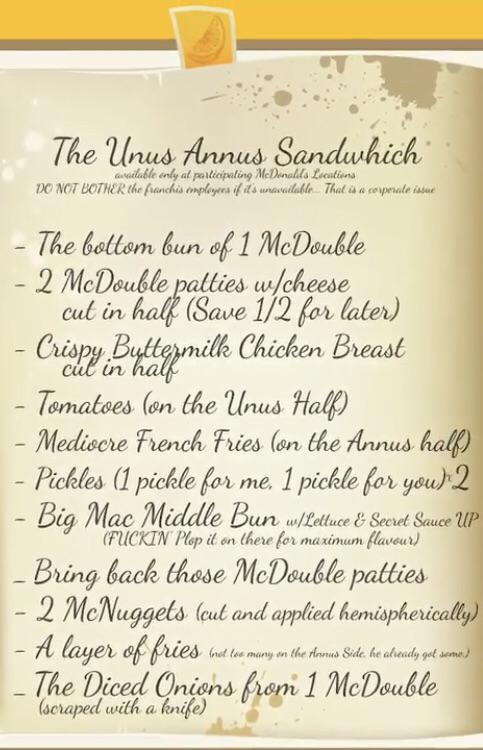 The Unus Annus Sandwhich
available only at participating McDonald's Locations
DO NOT BOTHER the franchis employees if it's unavailable... That is a corporate issue
- The bottom bun of 1 McDouble
- 2 McDouble patties w/cheese
cut in half (Save 1/2 for later)
- Crispy Buttermilk Chicken Breast
cut in half
- Tomatoes (on the Unus Half)
- Mediocre French Fries (on the Annus half)
- Pickles (1 pickle for me, 1 pickle for you)*2
- Big Mac Middle Bun w/Lettuce & Secret Sauce UP
(FUCKIN' Plop it on there for maximum flavour)
_ Bring back those McDouble patties
- 2 McNuggets (cut and applied hemispherically)
- A layer of fries (not too many on the Annus Side, he already got some.)
_ The Diced Onions from 1 McDouble
(scraped with a knife)